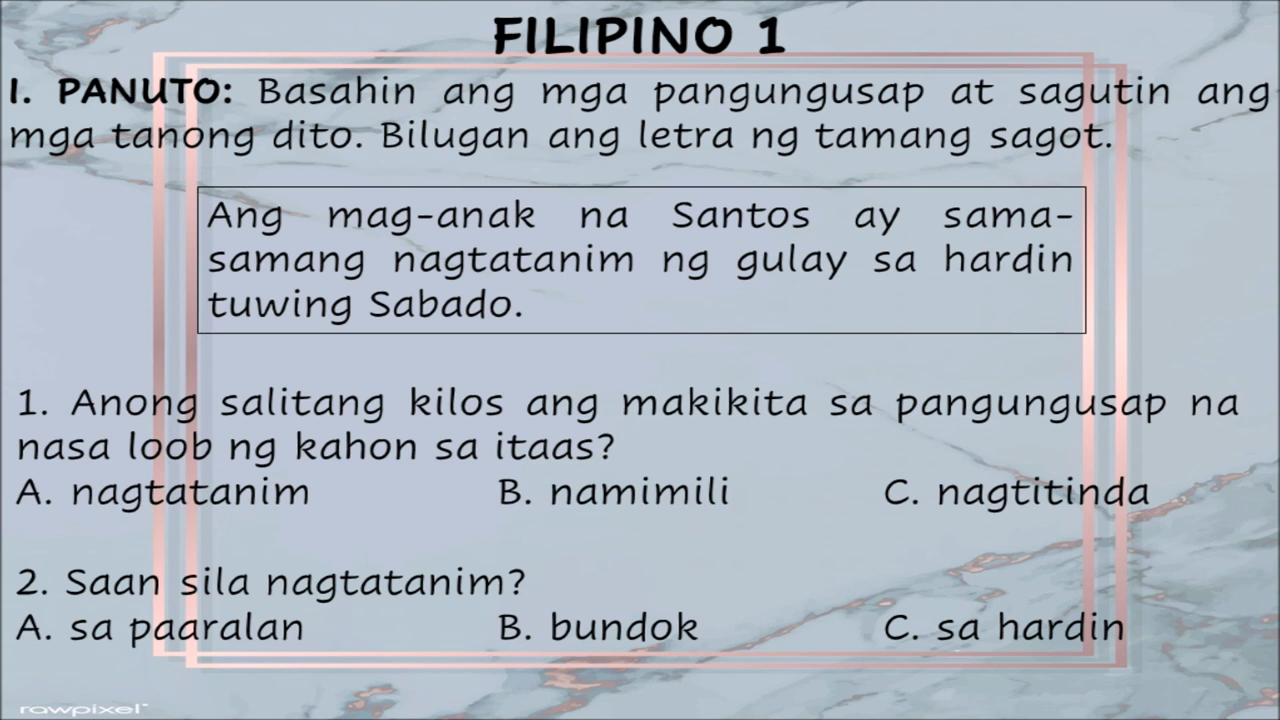 FILIPINO 1
I. PANUTO: Basahin ang mga pangungusap at sagutin ang
mga tanong dito. Bilugan ang letra ng tamang sagot.
Ang mag-anak na Santos ay sama-
samang nagtatanim ng gulay sa hardin
tuwing Sabado.
1. Anong salitang kilos ang makikita sa pangungusap na
nasa loob ng kahon sa itaas?
A. nagtatanim B. namimili C. nagtitinda
2. Saan sila nagtatanim?
A. sa paaralan B. bundok C. sa hardin
rawpixel